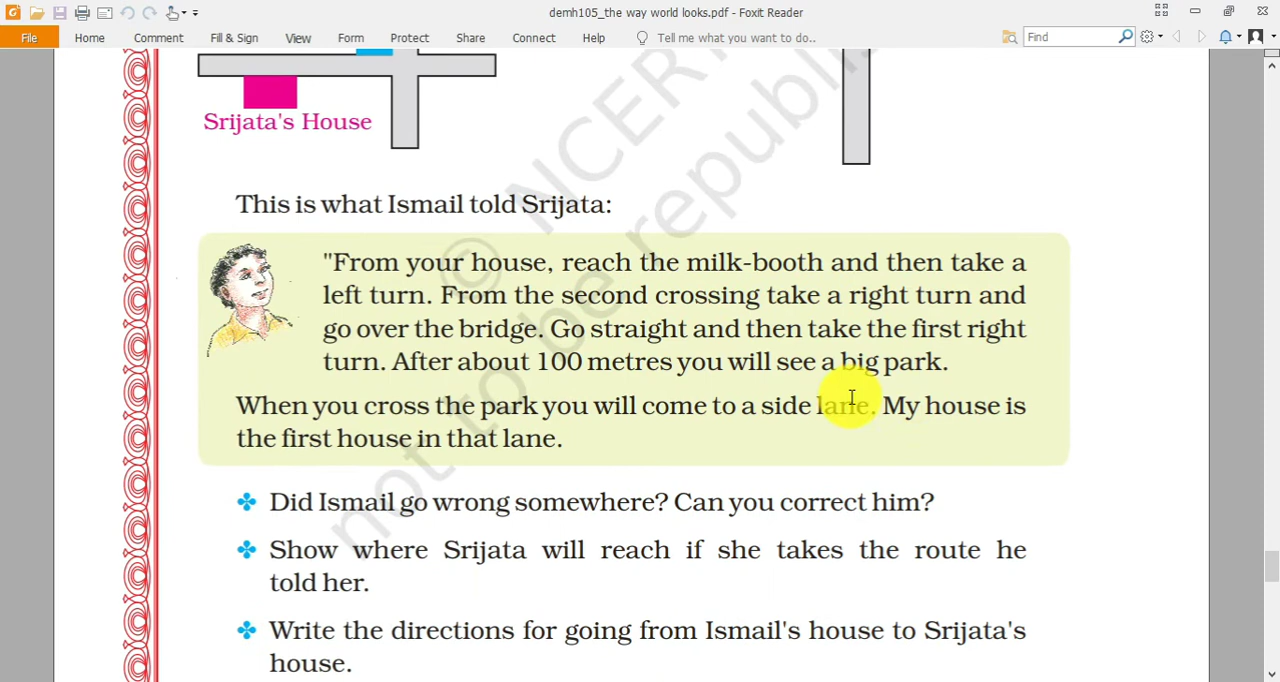 demh105_the way world looks.pdf - Foxit Reader
File Home Comment Fill & Sign View Form Protect Share Connect Help Tell me what you want to do.. Find
Srijata's House
This is what Ismail told Srijata:
"From your house, reach the milk-booth and then take a
left turn. From the second crossing take a right turn and
go over the bridge. Go straight and then take the first right
turn. After about 100 metres you will see a big park.
When you cross the park you will come to a side lane. My house is
the first house in that lane.
Did Ismail go wrong somewhere? Can you correct him?
Show where Srijata will reach if she takes the route he
told her.
Write the directions for going from Ismail's house to Srijata's
house.
© NCER
not to be republi